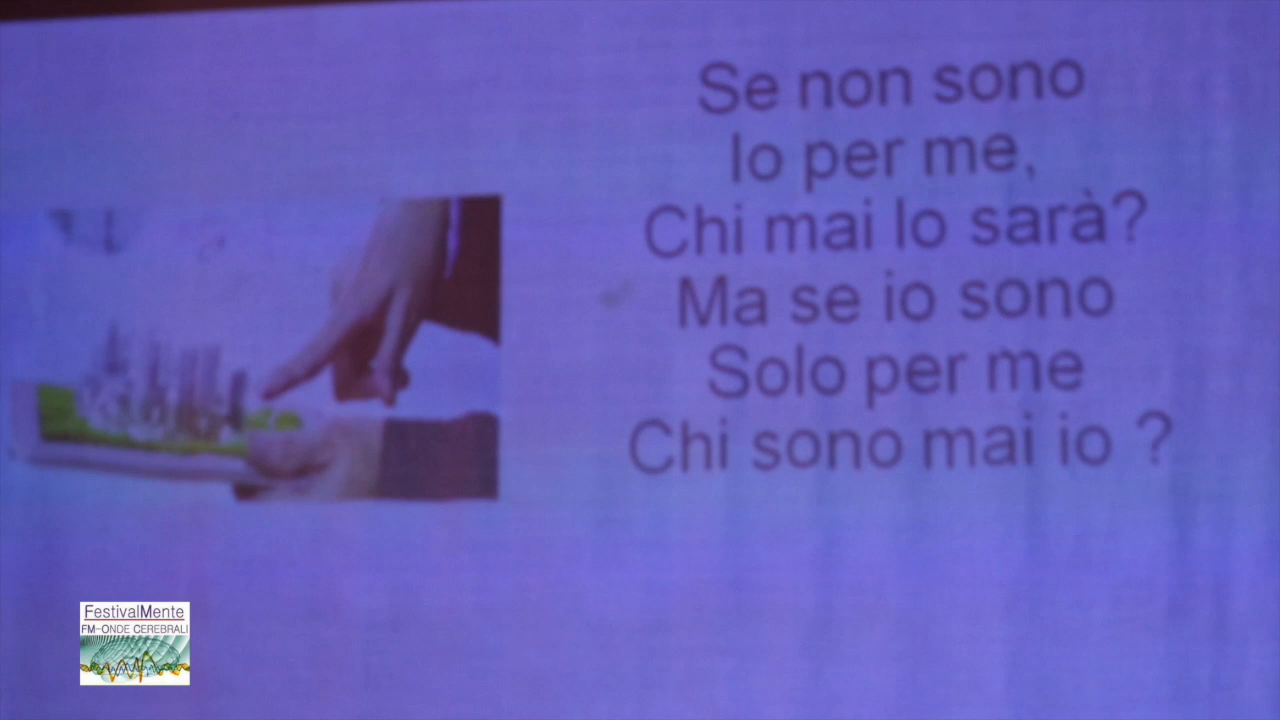 Se non sono
Io per me,
Chi mai lo sarà?
Ma se io sono
Solo per me
Chi sono mai io ?
FestivalMente
FM-ONDE CEREBRALI